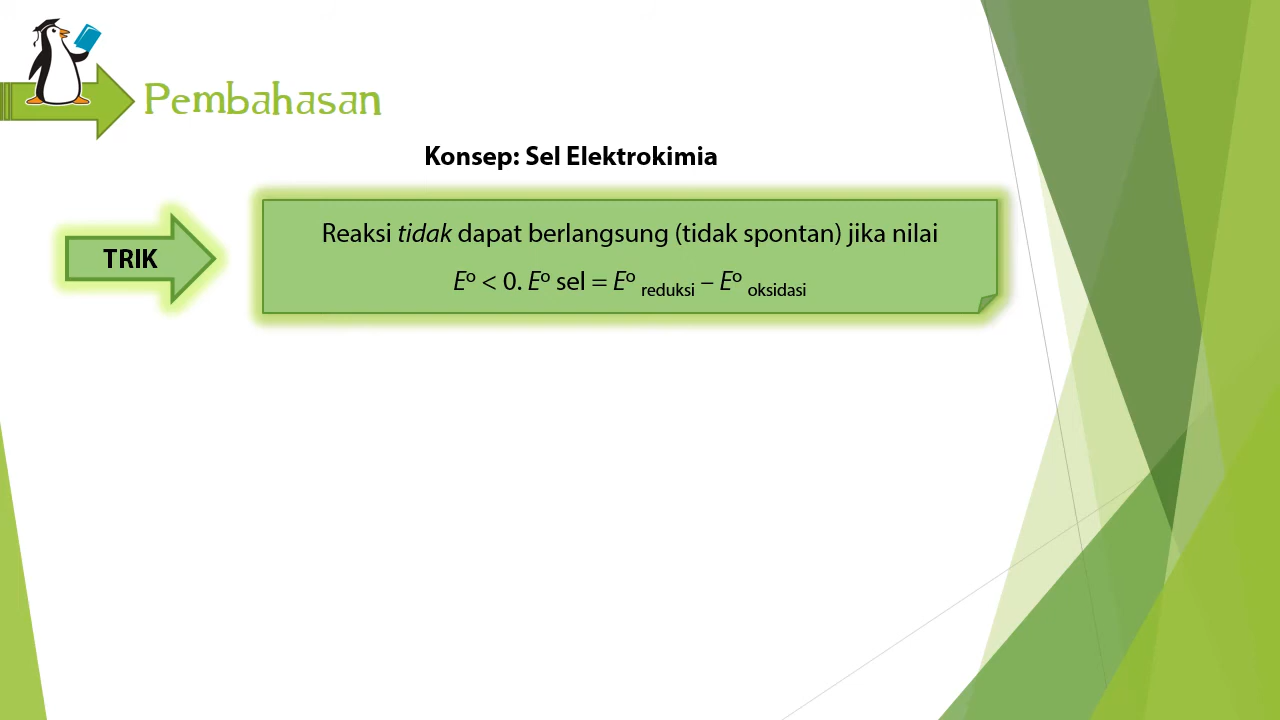 Pembahasan
Konsep: Sel Elektrokimia
TRIK
Reaksi tidak dapat berlangsung (tidak spontan) jika nilai
Eº < 0. Eº sel = Eº reduksi – Eº oksidasi